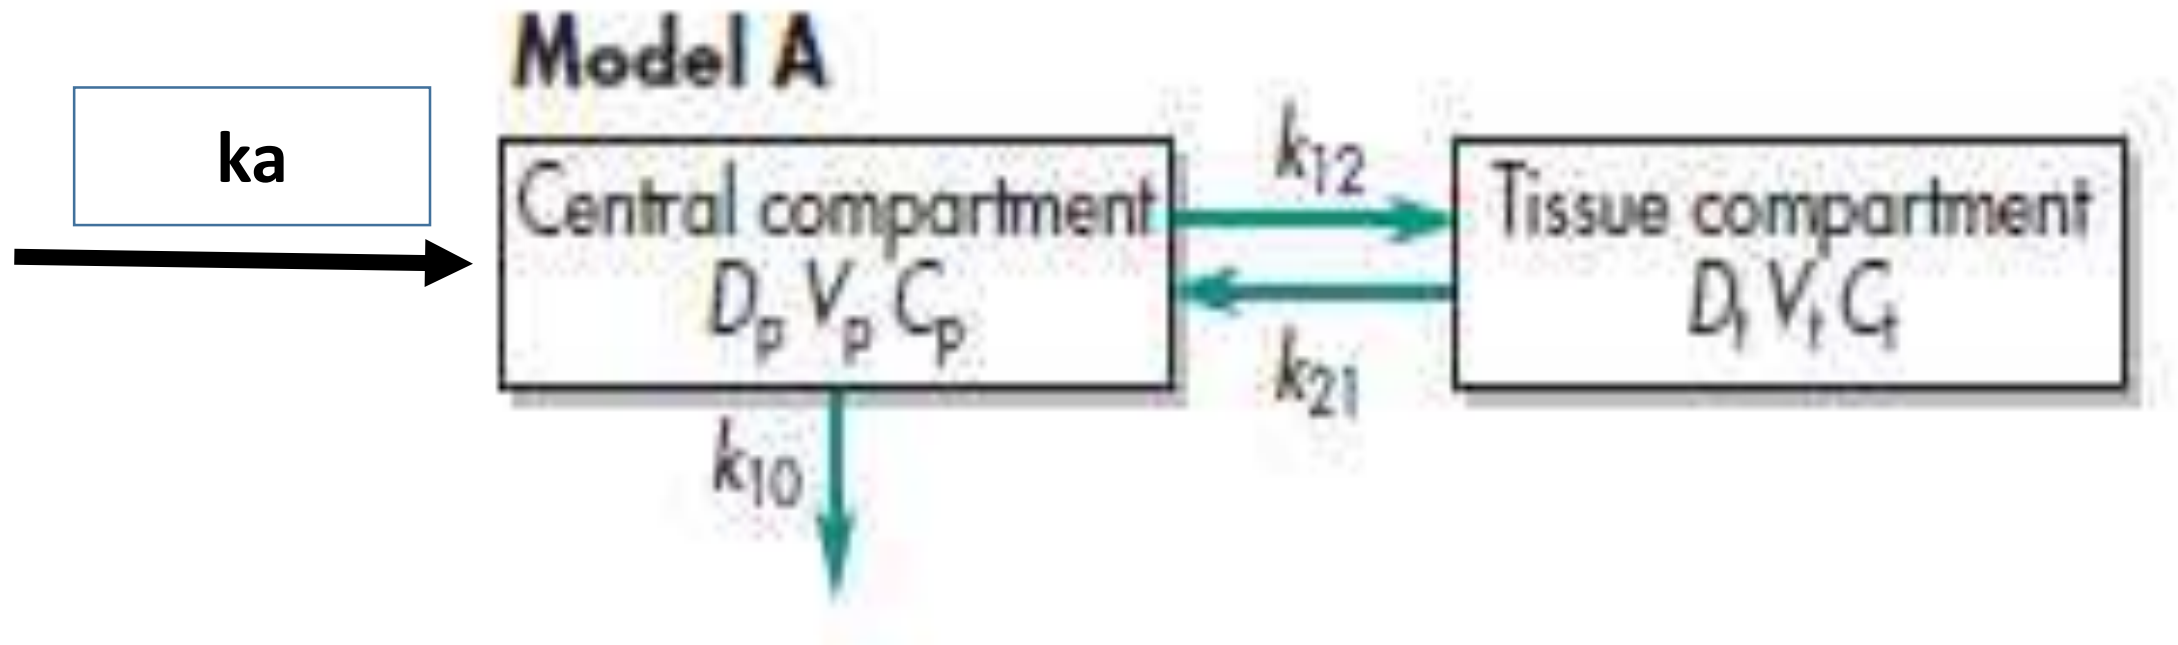 Model A
ka
k12
Central compartment
Dp Vp Cp
Tissue compartment
Dt Vt Ct
k21
k10